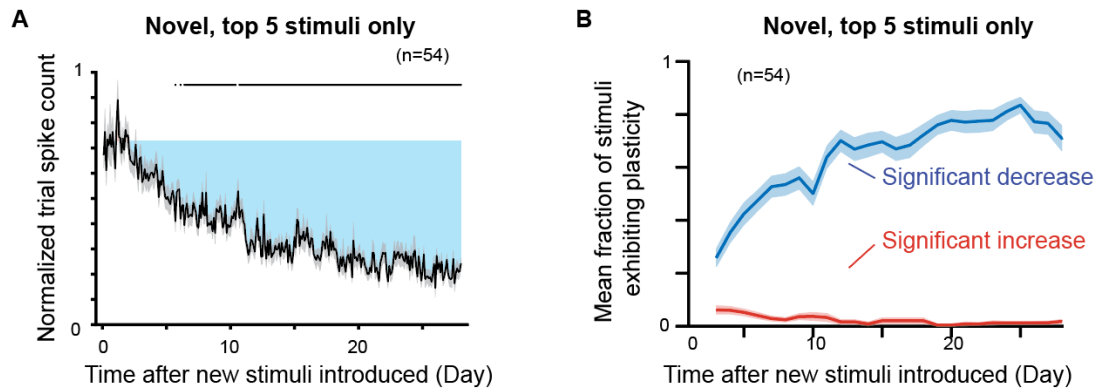 A
Novel, top 5 stimuli only
(n=54)
Normalized trial spike count
1
0
0
10
20
Time after new stimuli introduced (Day)
B
Novel, top 5 stimuli only
(n=54)
Mean fraction of stimuli
exhibiting plasticity
1
0
Significant decrease
Significant increase
0
10
20
Time after new stimuli introduced (Day)